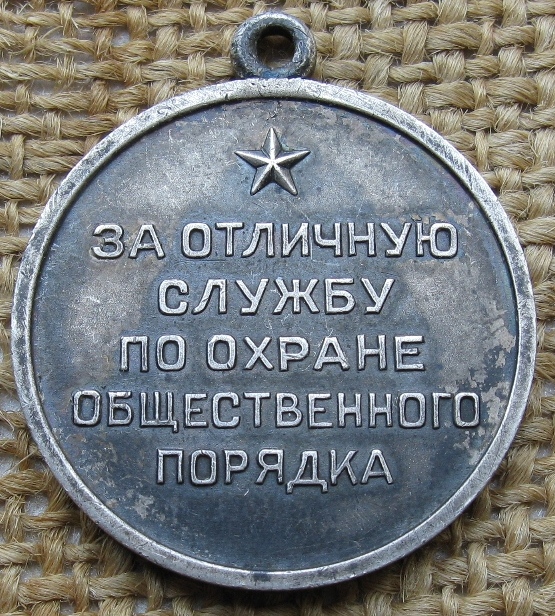 ЗА ОТЛИЧНУЮ
СЛУЖБУ
ПО ОХРАНЕ
ОБЩЕСТВЕННОГО
ПОРЯДКА